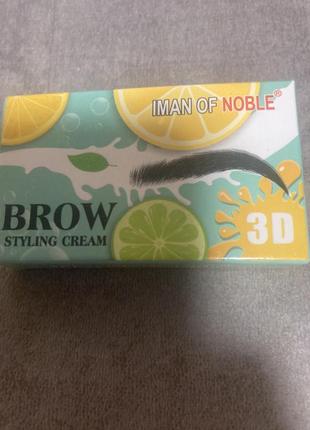 IMAN OF NOBLE®
BROW
STYLING CREAM
3D